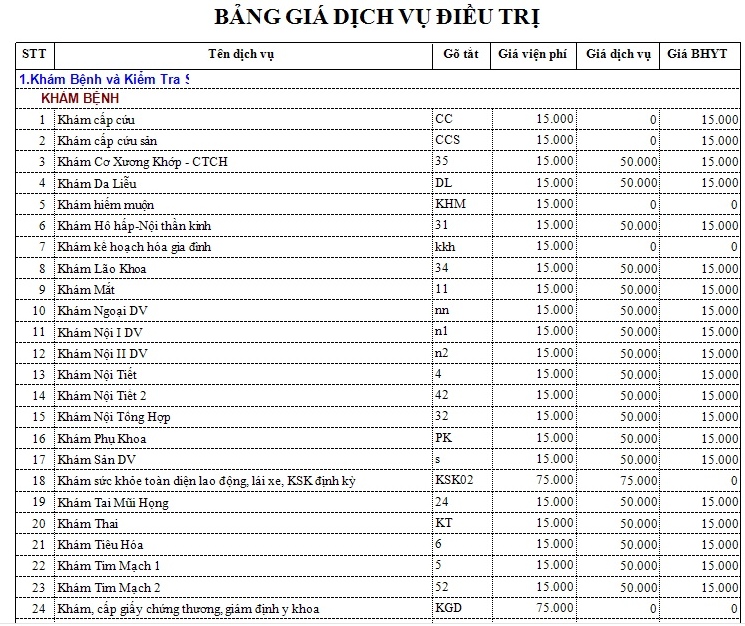 BẢNG GIÁ DỊCH VỤ ĐIỀU TRỊ
STT Tên dịch vụ Gõ tắt Giá viện phí Giá dịch vụ Giá BHYT
1.Khám Bệnh và Kiểm Tra S
KHÁM BỆNH
1 Khám cấp cứu CC 15.000 0 15.000
2 Khám cấp cứu sản CCS 15.000 0 15.000
3 Khám Cơ Xương Khớp - CTCH 35 15.000 50.000 15.000
4 Khám Da Liễu DL 15.000 50.000 15.000
5 Khám hiếm muộn KHM 15.000 0 0
6 Khám Hô hấp-Nội thần kinh 31 15.000 50.000 15.000
7 Khám kế hoạch hóa gia đình kkh 15.000 0 0
8 Khám Lão Khoa 34 15.000 50.000 15.000
9 Khám Mắt 11 15.000 50.000 15.000
10 Khám Ngoại DV nn 15.000 50.000 15.000
11 Khám Nội I DV n1 15.000 50.000 15.000
12 Khám Nội II DV n2 15.000 50.000 15.000
13 Khám Nội Tiết 4 15.000 50.000 15.000
14 Khám Nội Tiết 2 42 15.000 50.000 15.000
15 Khám Nội Tổng Hợp 32 15.000 50.000 15.000
16 Khám Phụ Khoa PK 15.000 50.000 15.000
17 Khám Sản DV s 15.000 50.000 15.000
18 Khám sức khỏe toàn diện lao động, lái xe, KSK định kỳ KSK02 75.000 75.000 0
19 Khám Tai Mũi Họng 24 15.000 50.000 15.000
20 Khám Thai KT 15.000 50.000 15.000
21 Khám Tiêu Hóa 6 15.000 50.000 15.000
22 Khám Tim Mạch 1 5 15.000 50.000 15.000
23 Khám Tim Mạch 2 52 15.000 50.000 15.000
24 Khám, cấp giấy chứng thương, giám định y khoa KGD 75.000 0 0